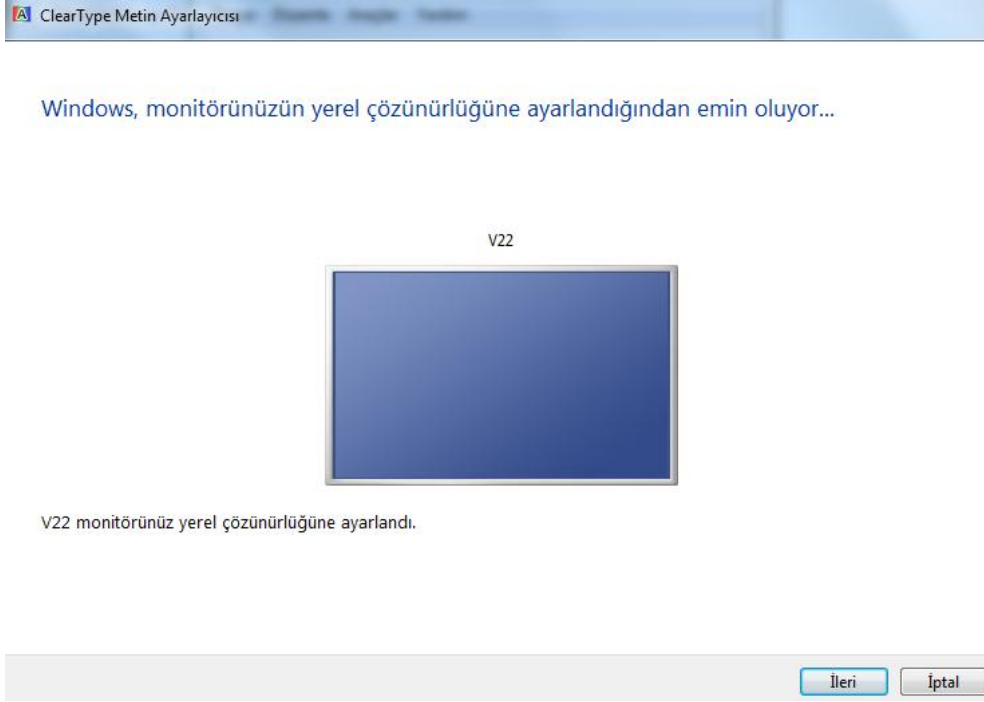 ClearType Metin Ayarlayıcısı
Windows, monitörünüzün yerel çözünürlüğüne ayarlandığından emin oluyor...
V22
V22 monitörünüz yerel çözünürlüğüne ayarlandı.
İleri
İptal